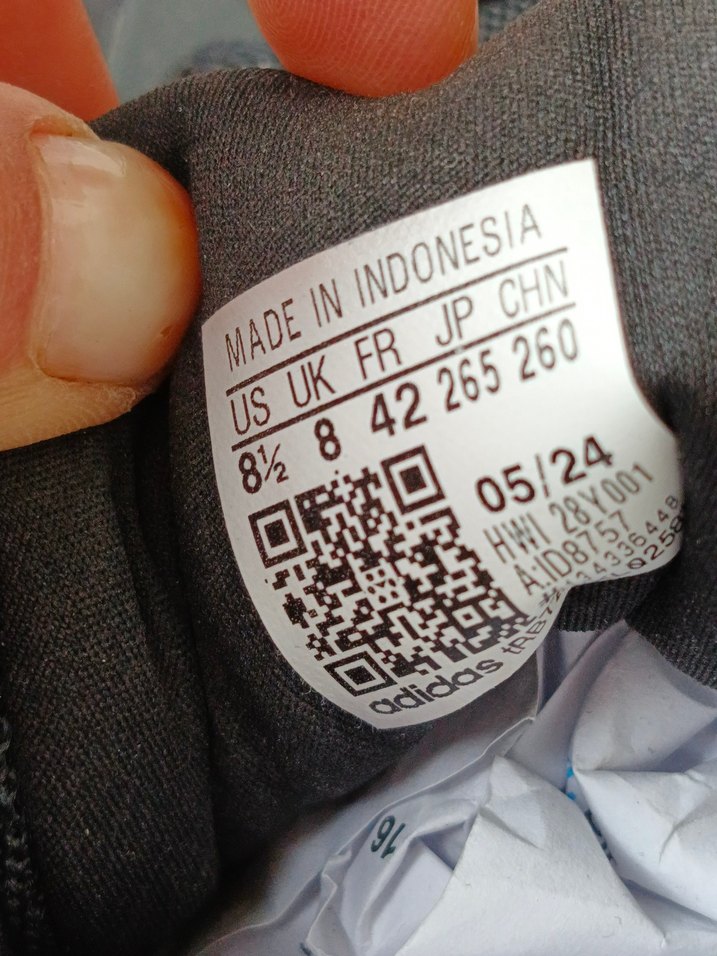 MADE IN INDONESIA
US UK FR JP CHN
8½ 8 42 265 260
05/24
HWI 28Y001
A:ID8757
adidas
16